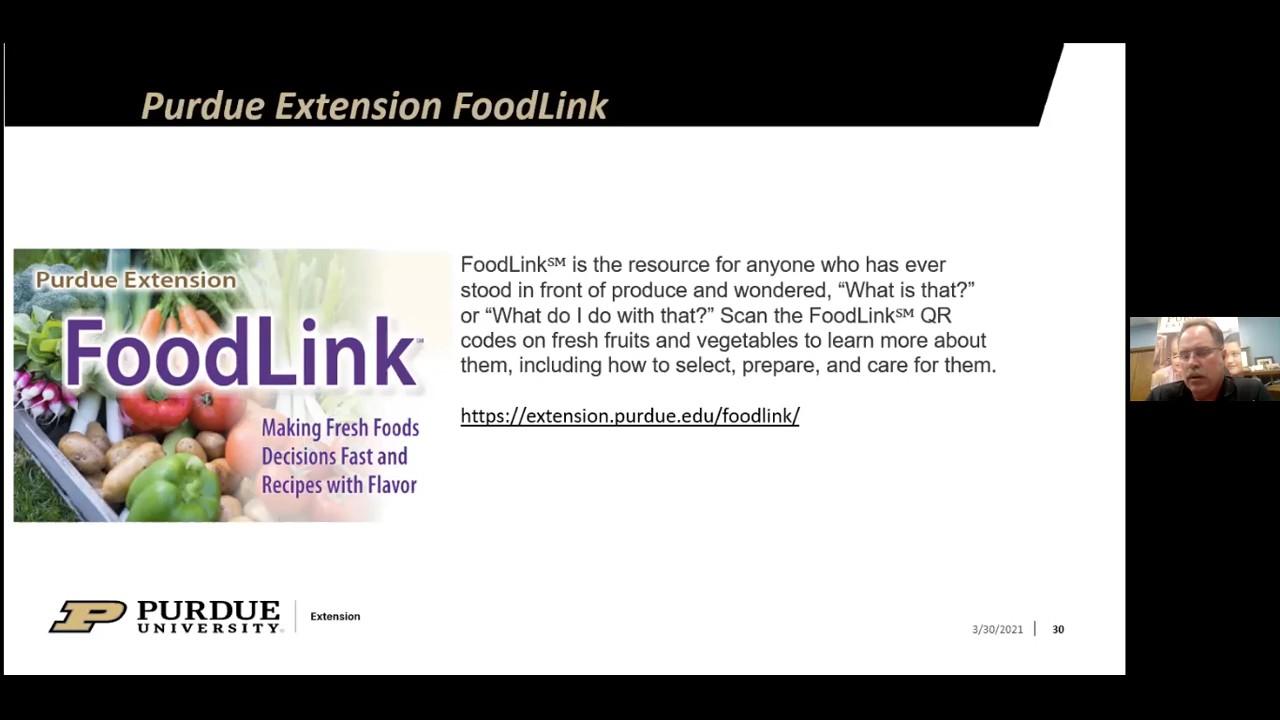 Purdue Extension FoodLink
Purdue Extension
FoodLink℠
Making Fresh Foods
Decisions Fast and
Recipes with Flavor
FoodLink℠ is the resource for anyone who has ever
stood in front of produce and wondered, “What is that?”
or “What do I do with that?” Scan the FoodLink℠ QR
codes on fresh fruits and vegetables to learn more about
them, including how to select, prepare, and care for them.
https://extension.purdue.edu/foodlink/
P PURDUE
UNIVERSITY®
Extension
3/30/2021 | 30